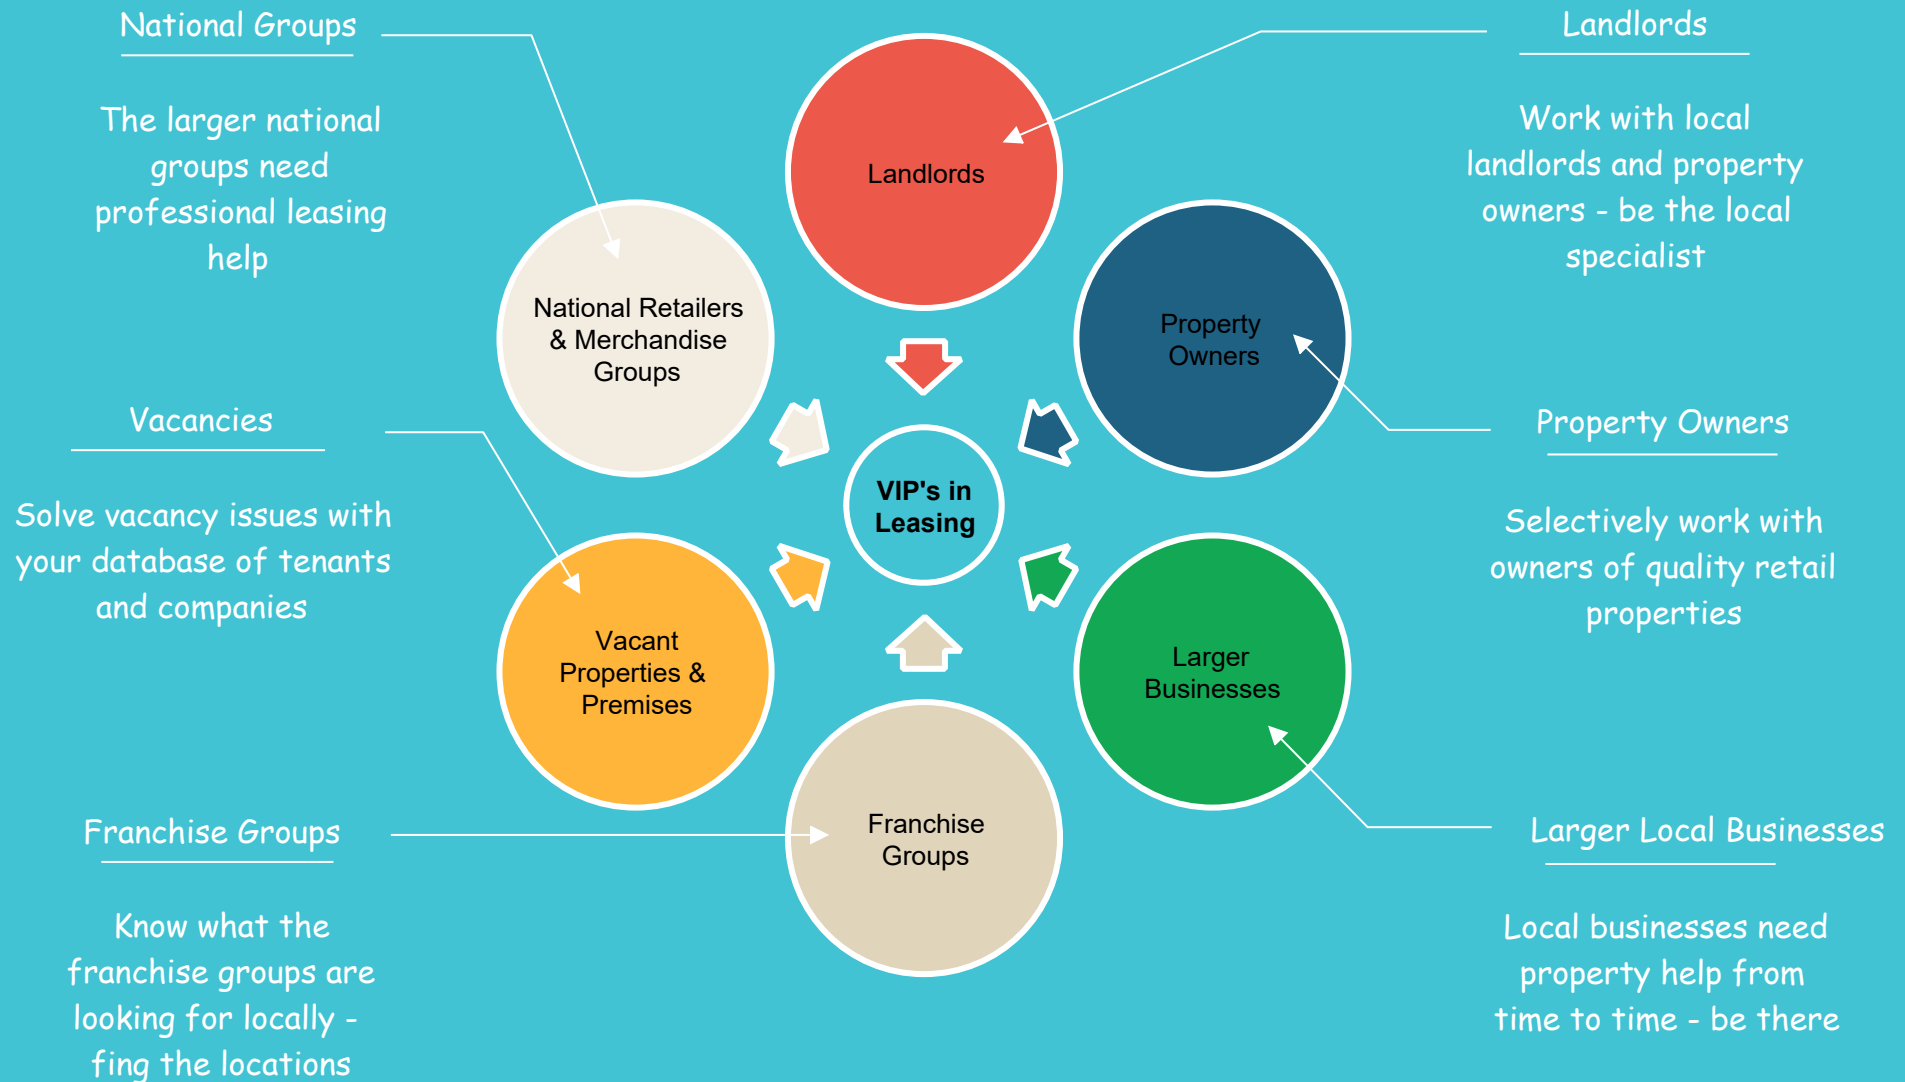 National Groups
The larger national
groups need
professional leasing
help
Vacancies
Solve vacancy issues with
your database of tenants
and companies
Franchise Groups
Know what the
franchise groups are
looking for locally -
fing the locations
Landlords
National Retailers
& Merchandise
Groups
Property
Owners
VIP's in
Leasing
Vacant
Properties &
Premises
Larger
Businesses
Franchise
Groups
Landlords
Work with local
landlords and property
owners - be the local
specialist
Property Owners
Selectively work with
owners of quality retail
properties
Larger Local Businesses
Local businesses need
property help from
time to time - be there